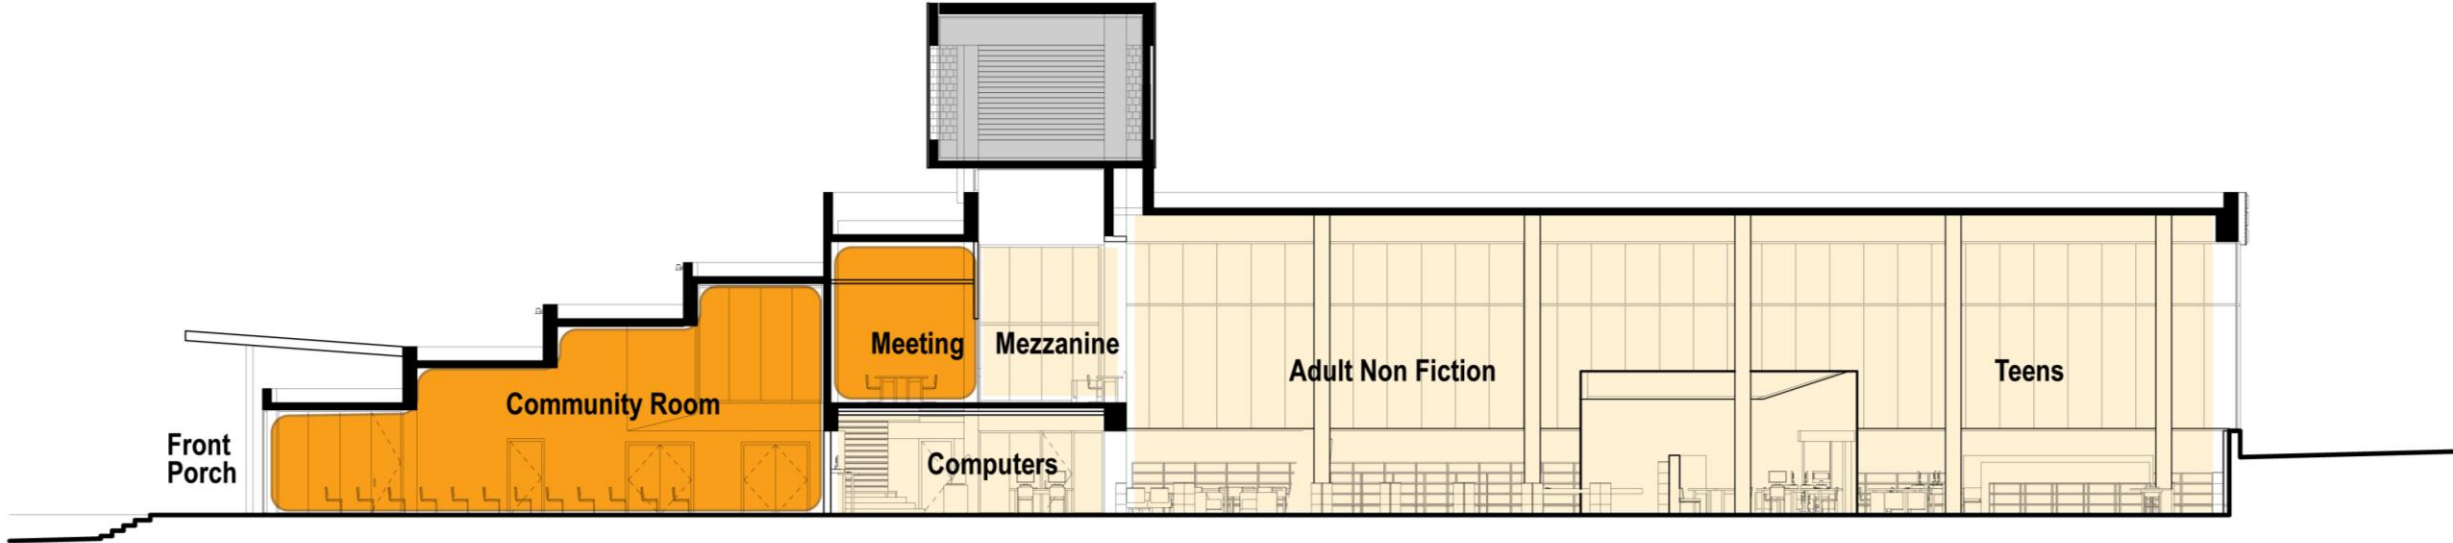 Front
Porch
Community Room
Meeting
Mezzanine
Computers
Adult Non Fiction
Teens